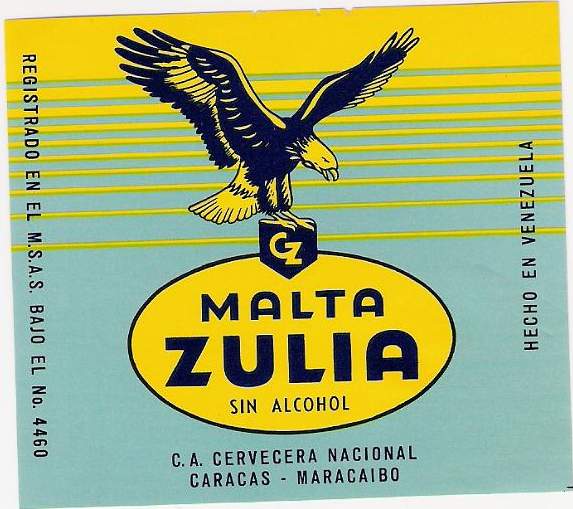 REGISTRADO EN EL M.S.A.S. BAJO EL No. 4460
CZ
MALTA
ZULIA
SIN ALCOHOL
C.A. CERVECERA NACIONAL
CARACAS - MARACAIBO
HECHO EN VENEZUELA